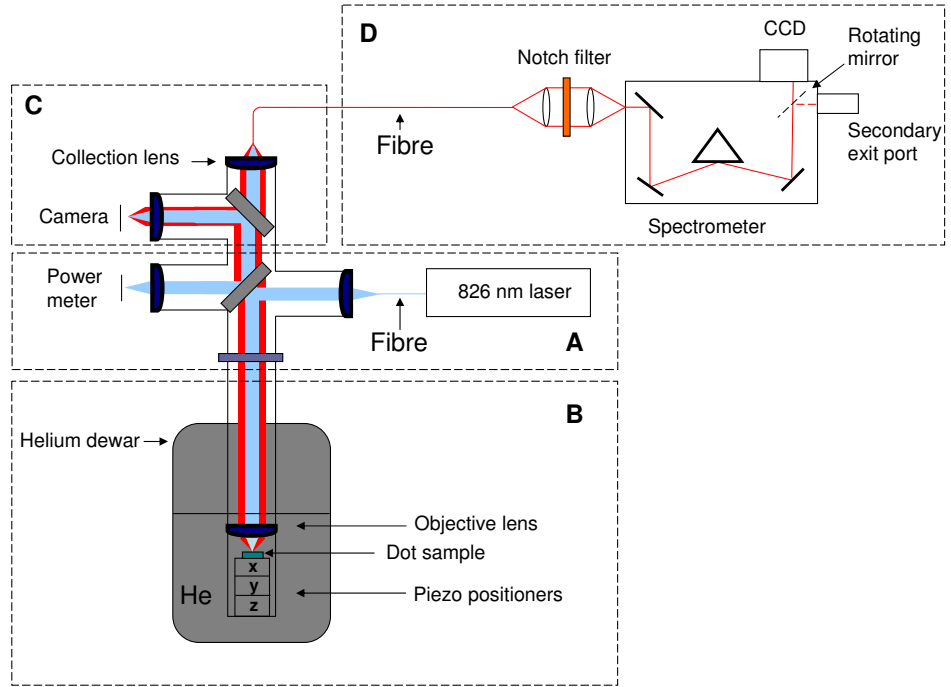 D
CCD
Rotating
mirror
Notch filter
C
Fibre
Secondary
exit port
Collection lens
Camera
Spectrometer
Power
meter
826 nm laser
Fibre
A
B
Helium dewar
Objective lens
Dot sample
x
y
z
He
Piezo positioners